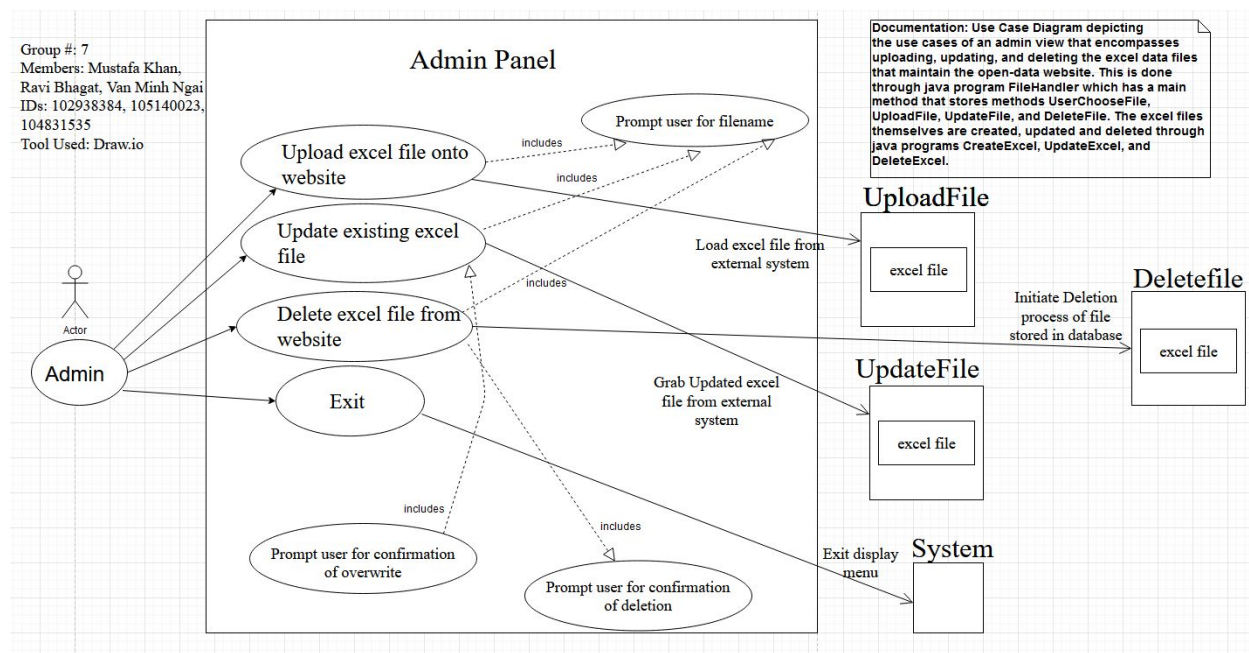 Group #: 7
Members: Mustafa Khan,
Ravi Bhagat, Van Minh Ngai
IDs: 102938384, 105140023,
104831535
Tool Used: Draw.io
Admin Panel
Documentation: Use Case Diagram depicting
the use cases of an admin view that encompasses
uploading, updating, and deleting the excel data files
that maintain the open-data website. This is done
through java program FileHandler which has a main
method that stores methods UserChooseFile,
UploadFile, UpdateFile, and DeleteFile. The excel files
themselves are created, updated and deleted through
java programs CreateExcel, UpdateExcel, and
DeleteExcel.
Prompt user for filename
Upload excel file onto
website
includes
includes
Update existing excel
file
includes
Delete excel file from
website
Exit
Actor
Admin
UploadFile
Load excel file from
external system
excel file
Deletefile
Initiate Deletion
process of file
stored in database
excel file
UpdateFile
Grab Updated excel
file from external
system
excel file
includes
includes
Prompt user for confirmation
of overwrite
Prompt user for confirmation
of deletion
Exit display
menu
System